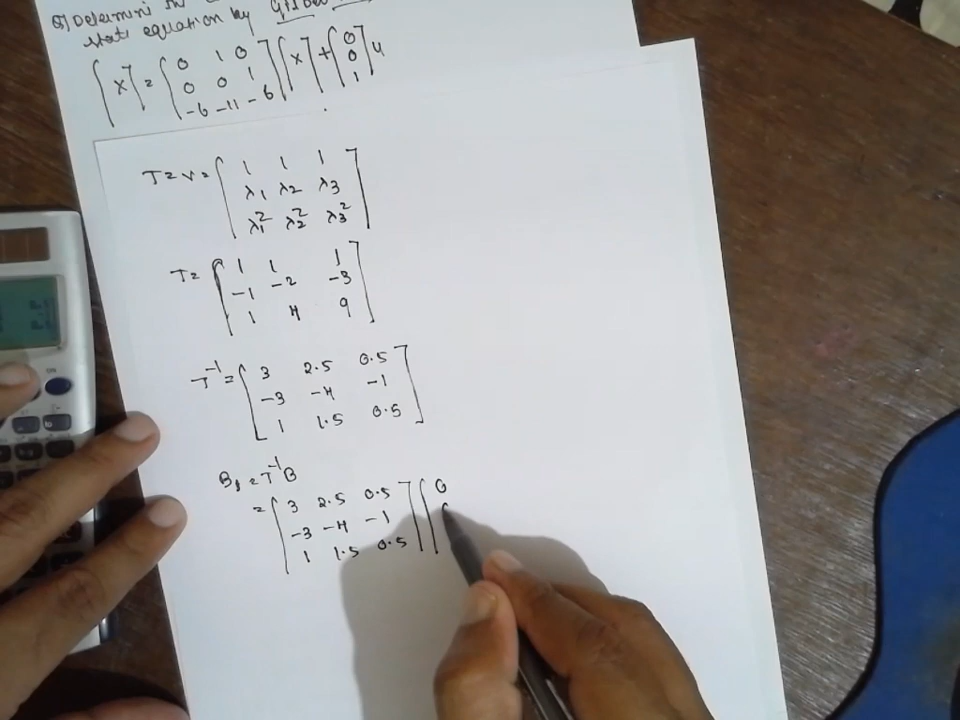 Q) Determine the
state equation by Gilbe
[Ẋ] = [0 1 0] [X] + [0] u
0 0 1 0
-6 -11 -6 1
T = V = [1 1 1]
λ1 λ2 λ3
λ1² λ2² λ3²
T = [1 1 1]
-1 -2 -3
1 4 9
T⁻¹ = [3 2.5 0.5]
-3 -4 -1
1 1.5 0.5
B1 = T⁻¹B
= [3 2.5 0.5] [0
-3 -4 -1
1 1.5 0.5